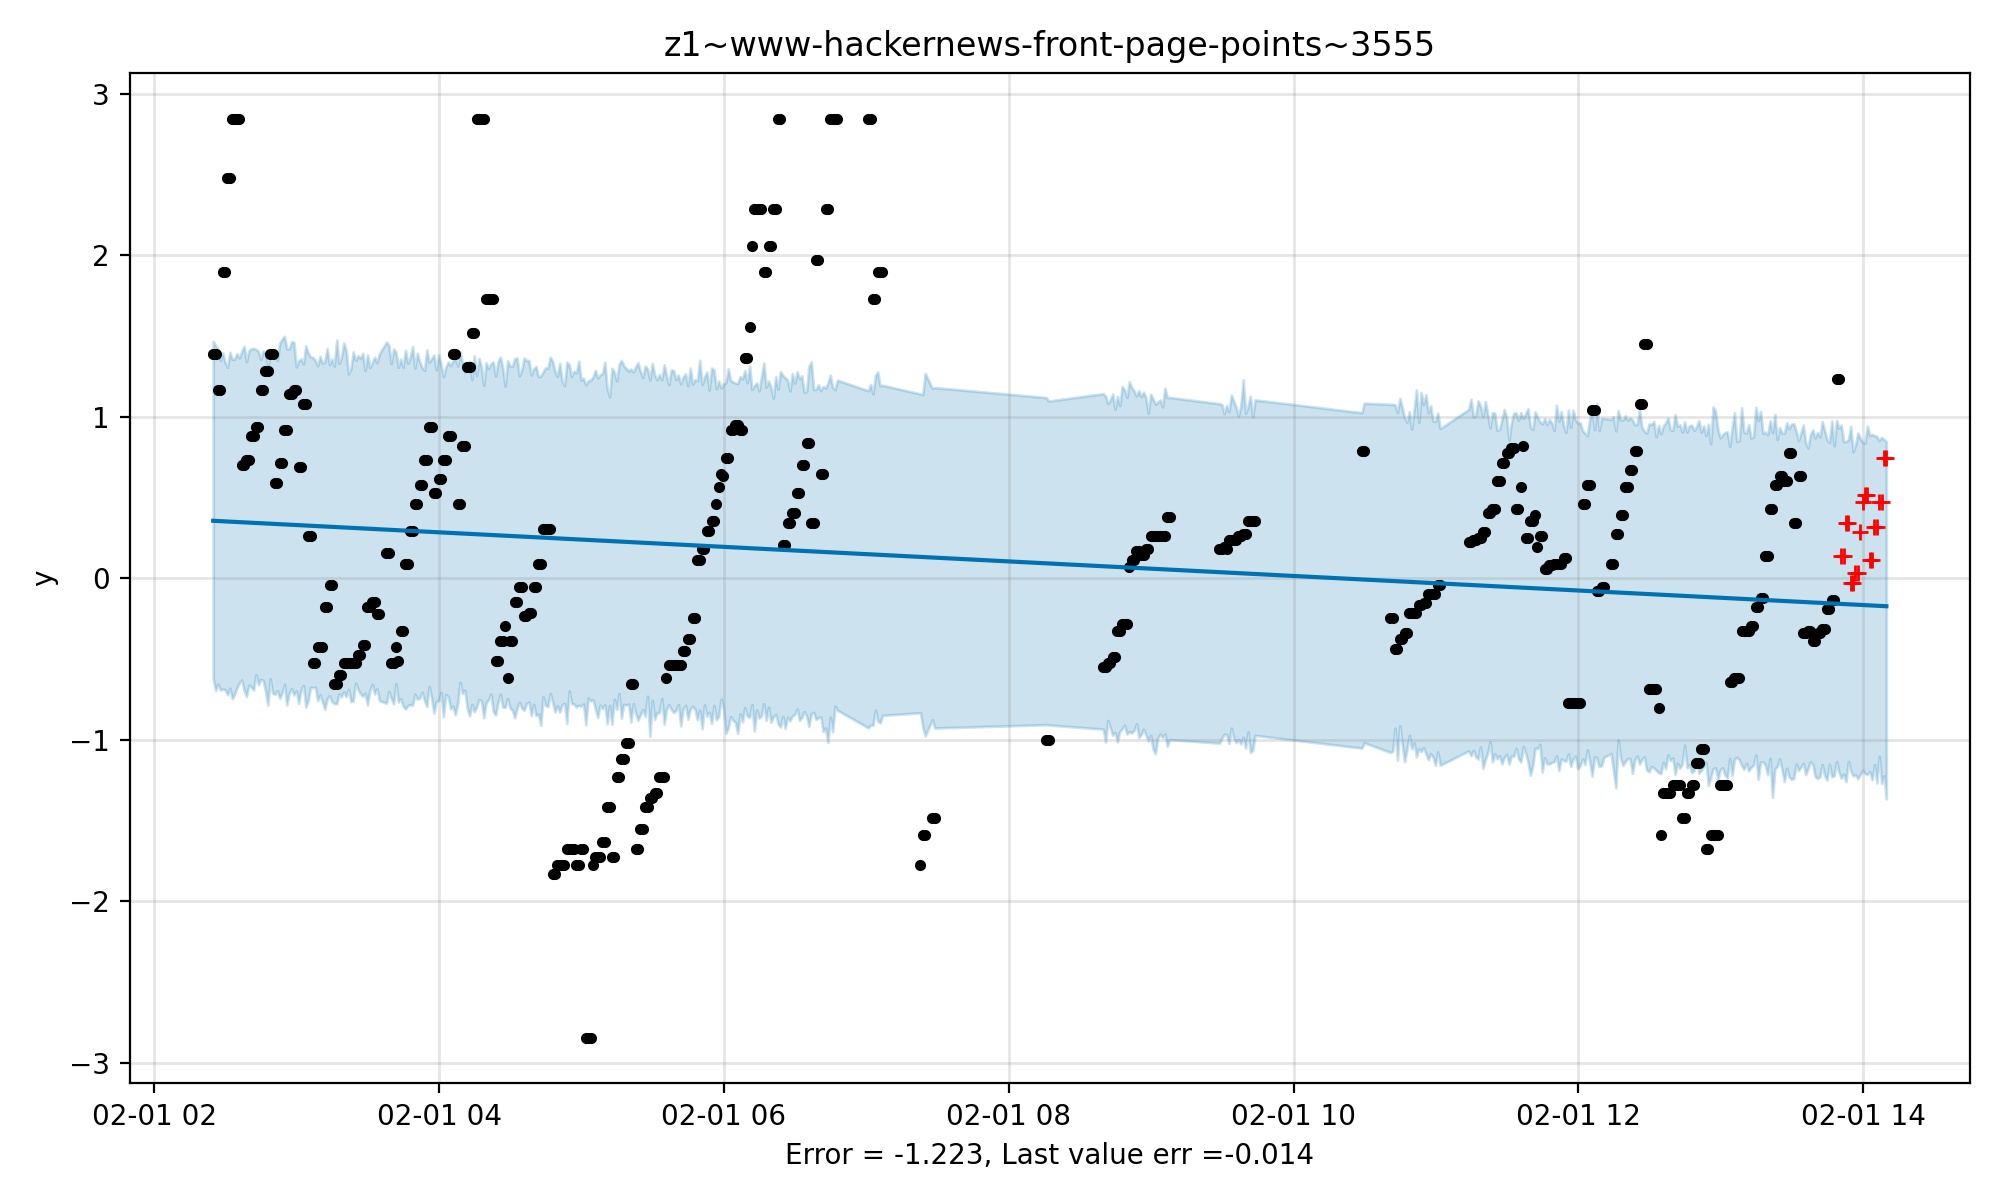 z1~www-hackernews-front-page-points~3555
3
2
1
0
−1
−2
−3
y
02-01 02 02-01 04 02-01 06 02-01 08 02-01 10 02-01 12 02-01 14
Error = -1.223, Last value err =-0.014